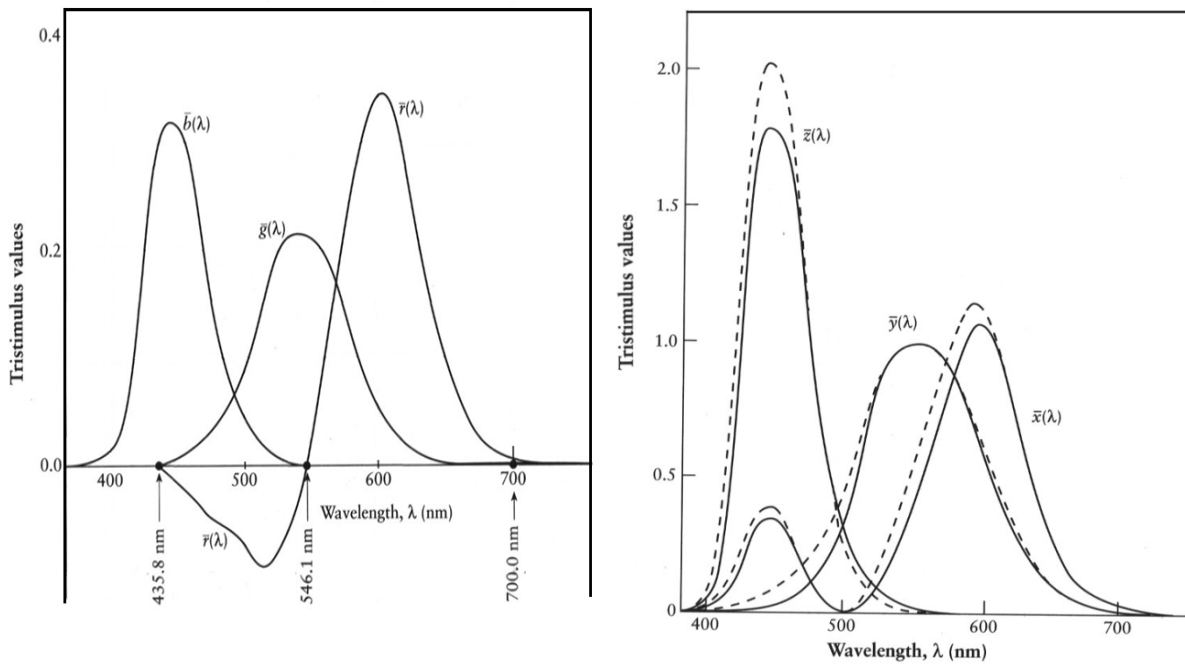 0.4
b̄(λ)
r̄(λ)
ḡ(λ)
0.2
Tristimulus values
0.0
400
500
600
700
Wavelength, λ (nm)
r̄(λ)
435.8 nm
546.1 nm
700.0 nm
2.0
z̄(λ)
1.5
Tristimulus values
1.0
ȳ(λ)
x̄(λ)
0.5
0
400
500
600
700
Wavelength, λ (nm)